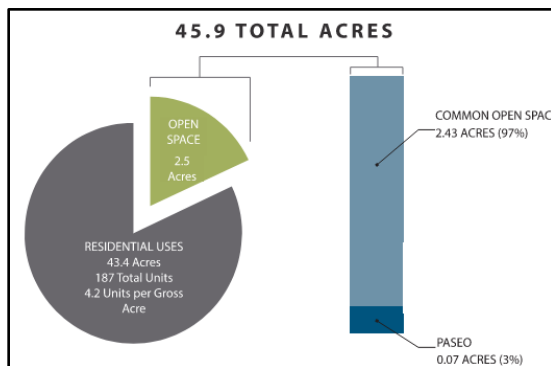 45.9 TOTAL ACRES
OPEN
SPACE
2.5
Acres
RESIDENTIAL USES
43.4 Acres
187 Total Units
4.2 Units per Gross
Acre
COMMON OPEN SPAC
2.43 ACRES (97%)
PASEO
0.07 ACRES (3%)